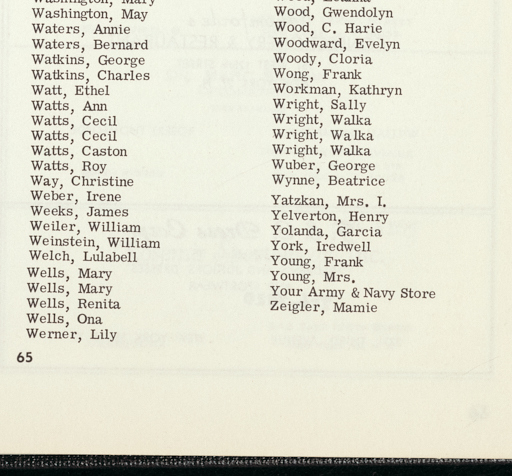 Washington, Mary
Washington, May
Waters, Annie
Waters, Bernard
Watkins, George
Watkins, Charles
Watt, Ethel
Watts, Ann
Watts, Cecil
Watts, Cecil
Watts, Caston
Watts, Roy
Way, Christine
Weber, Irene
Weeks, James
Weiler, William
Weinstein, William
Welch, Lulabell
Wells, Mary
Wells, Mary
Wells, Renita
Wells, Ona
Werner, Lily
65
Wood,
Wood, Gwendolyn
Wood, C. Harie
Woodward, Evelyn
Woody, Cloria
Wong, Frank
Workman, Kathryn
Wright, Sally
Wright, Walka
Wright, Walka
Wright, Walka
Wuber, George
Wynne, Beatrice
Yatzkan, Mrs. I.
Yelverton, Henry
Yolanda, Garcia
York, Iredwell
Young, Frank
Young, Mrs.
Your Army & Navy Store
Zeigler, Mamie